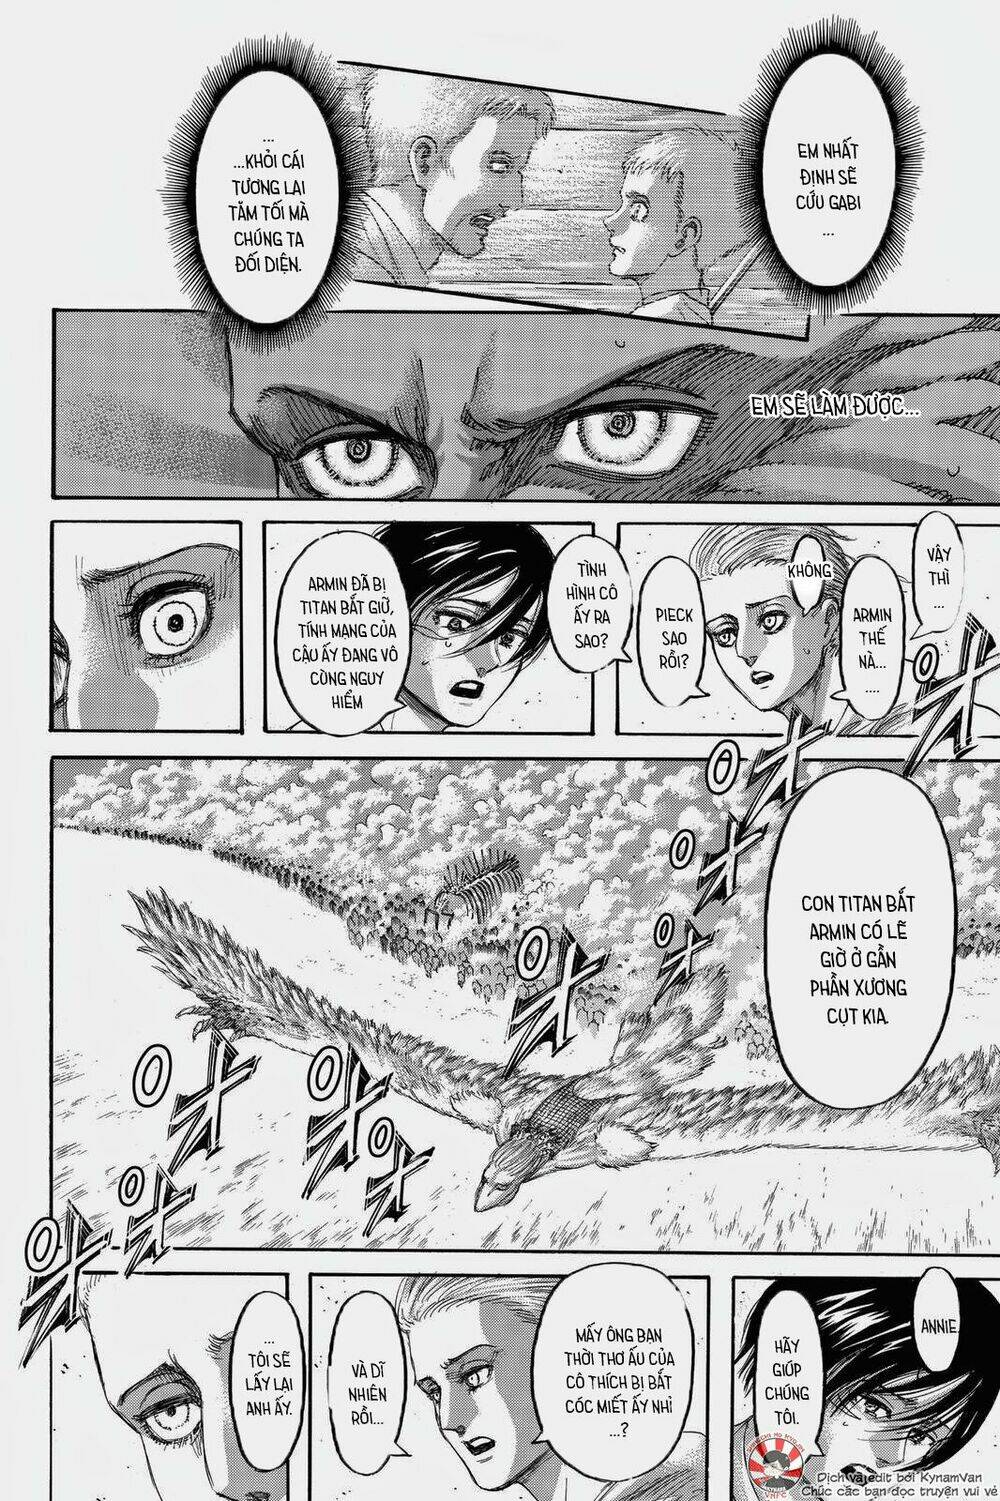 EM NHẤT
ĐỊNH SẼ
CỨU GABI
...
...
...KHỎI CÁI
TƯƠNG LAI
TĂM TỐI MÀ
CHÚNG TA
ĐỐI DIỆN.
EM SẼ LÀM ĐƯỢC...
VẬY
THÌ
...
ARMIN
THẾ
NÀ...
....
KHÔNG
PIECK
SAO
RỒI?
TÌNH
HÌNH CÔ
ẤY RA
SAO?
ARMIN ĐÃ BỊ
TITAN BẮT GIỮ,
TÍNH MẠNG CỦA
CẬU ẤY ĐANG VÔ
CÙNG NGUY
HIỂM
CON TITAN BẮT
ARMIN CÓ LẼ
GIỜ Ở GẦN
PHẦN XƯƠNG
CỤT KIA.
ANNIE.
HÃY
GIÚP
CHÚNG
TÔI.
MẤY ÔNG BẠN
THỜI THƠ ẤU CỦA
CÔ THÍCH BỊ BẮT
CÓC MIẾT ẤY NHỈ
...?
VÀ DĨ
NHIÊN
RỒI...
...
TÔI SẼ
LẤY LẠI
ANH ẤY.
Dịch và edit bởi KynamVan
Chúc các bạn đọc truyện vui vẻ